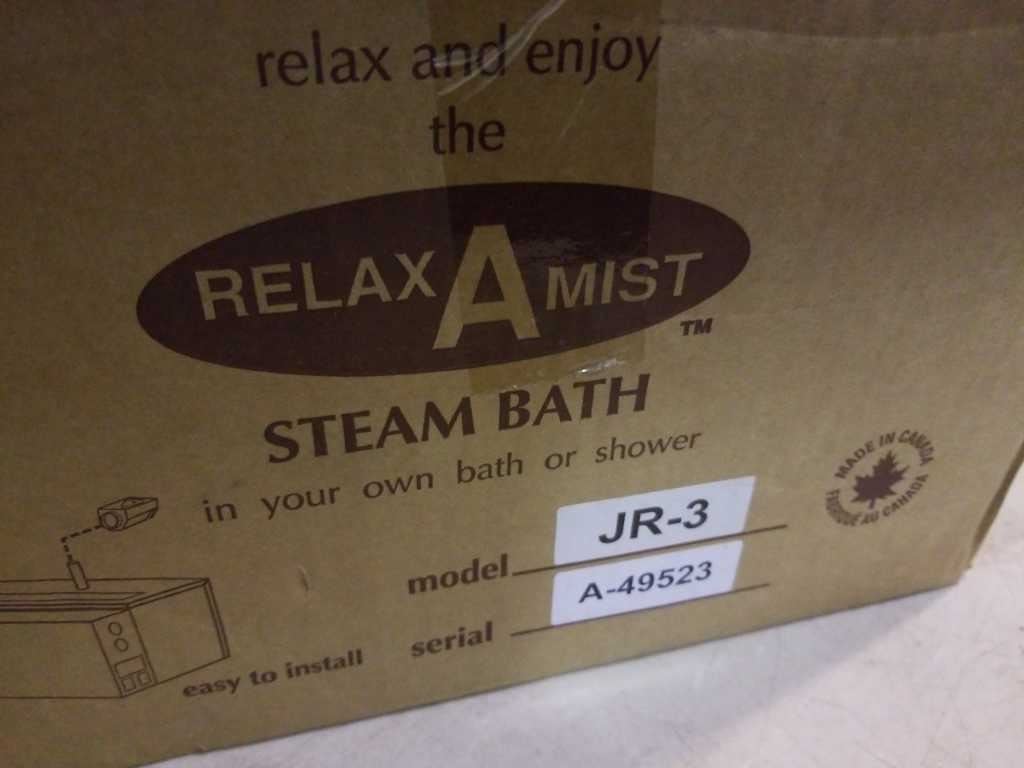 relax and enjoy
the
RELAX A MIST
TM
STEAM BATH
in your own bath or shower
MADE IN CANADA
FABRIQUÉ AU CANADA
model JR-3
serial A-49523
easy to install